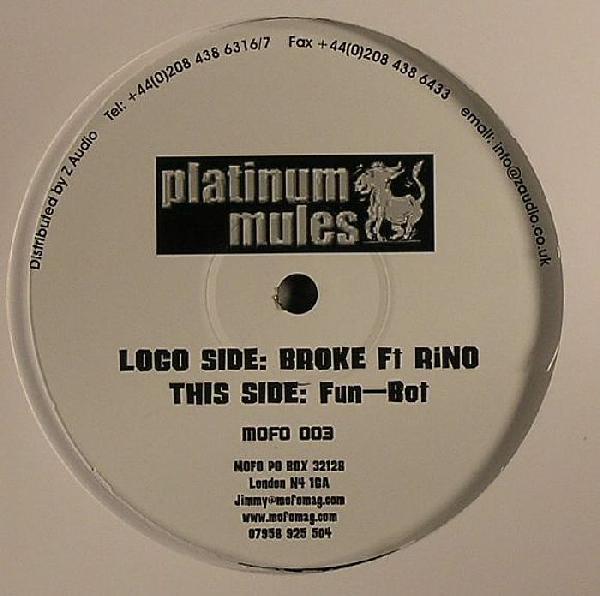 Distributed by Z Audio Tel: +44(0)208 438 6316/7 Fax +44(0)208 438 6433 email: info@zaudio.co.uk
platinum
mules
LOGO SIDE: BROKE Ft RiNO
THIS SIDE: Fun-Bot
MOFO 003
MOFO PO BOX 32128
London N4 1GA
Jimmy@mofomag.com
www.mofomag.com
07958 925 504